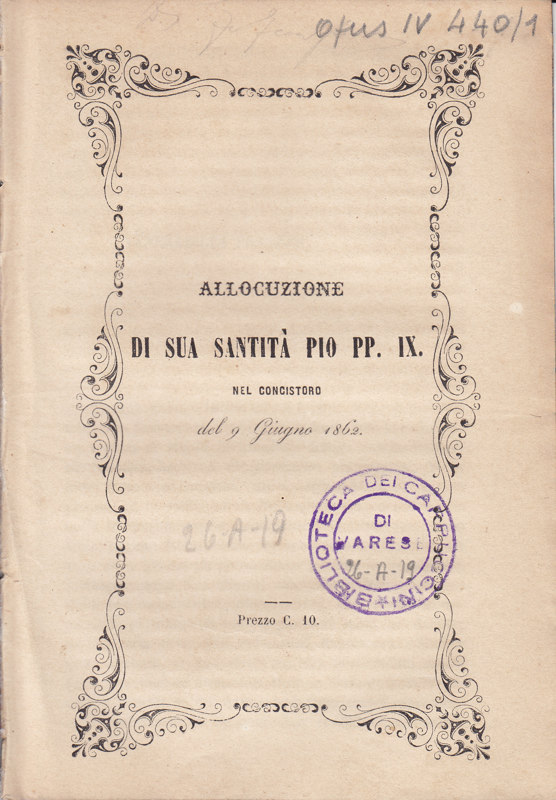 opus IV 440/1
ALLOCUZIONE
DI SUA SANTITÀ PIO PP. IX.
NEL CONCISTORO
del 9 Giugno 1862.
26-A-19
BIBLIOTECA DEI CAPPUCCINI
DI
VARESE
26-A-19
Prezzo C. 10.